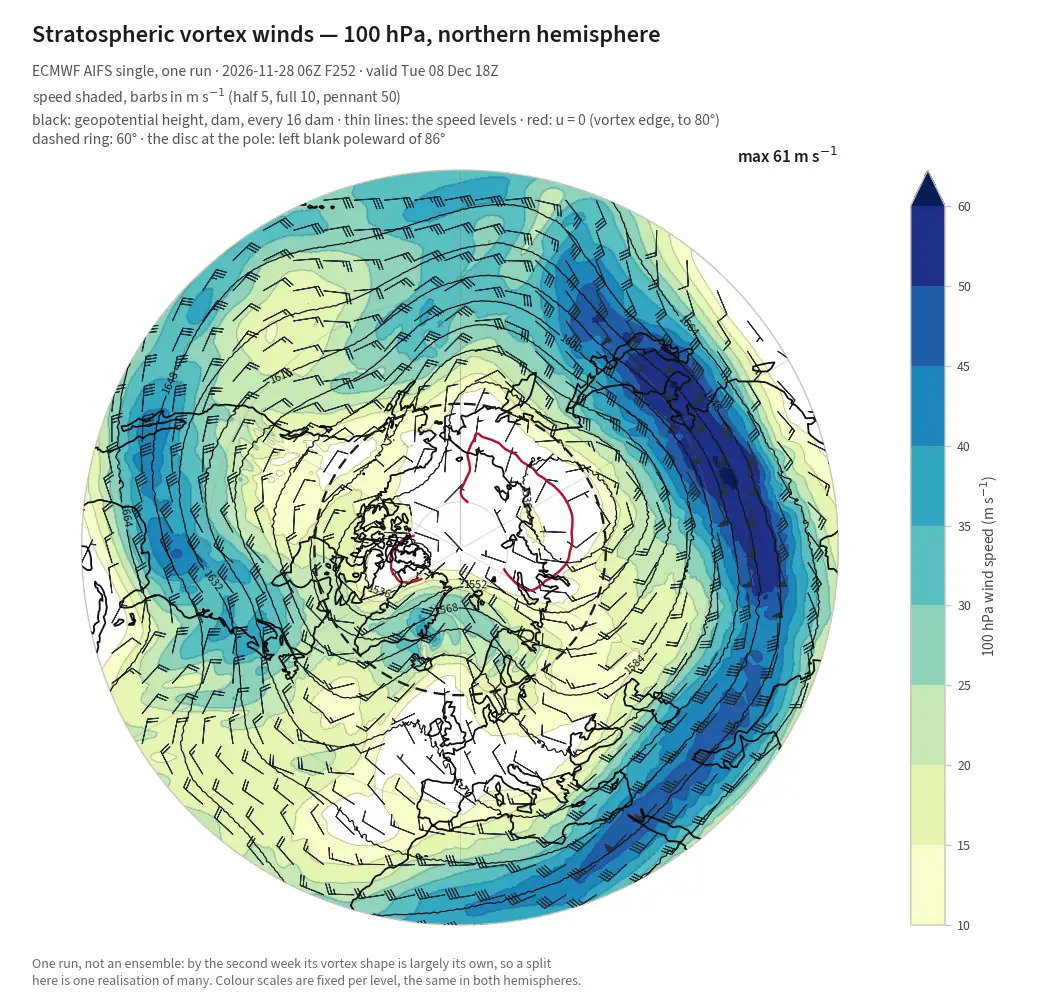 Stratospheric vortex winds — 100 hPa, northern hemisphere
ECMWF AIFS single, one run · 2026-11-28 06Z F252 · valid Tue 08 Dec 18Z
speed shaded, barbs in m s⁻¹ (half 5, full 10, pennant 50)
black: geopotential height, dam, every 16 dam · thin lines: the speed levels · red: u = 0 (vortex edge, to 80°)
dashed ring: 60° · the disc at the pole: left blank poleward of 86°
max 61 m s⁻¹
60
50
45
40
35
30
25
20
15
10
100 hPa wind speed (m s⁻¹)
1664
1600
1616
1648
1664
1632
1536
1552
1568
1584
One run, not an ensemble: by the second week its vortex shape is largely its own, so a split
here is one realisation of many. Colour scales are fixed per level, the same in both hemispheres.